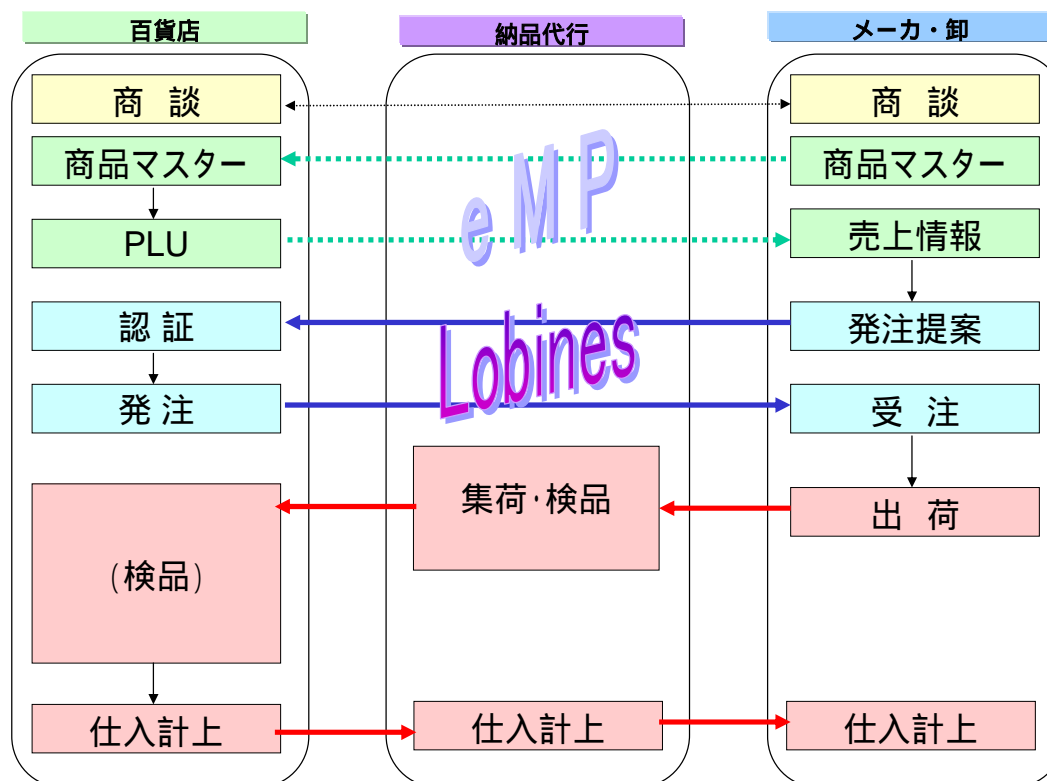 百貨店
納品代行
メーカ・卸
商 談
商 談
商品マスター
商品マスター
eMP
PLU
売上情報
認 証
発注提案
Lobines
発 注
受 注
集荷・検品
出 荷
(検品)
仕入計上
仕入計上
仕入計上